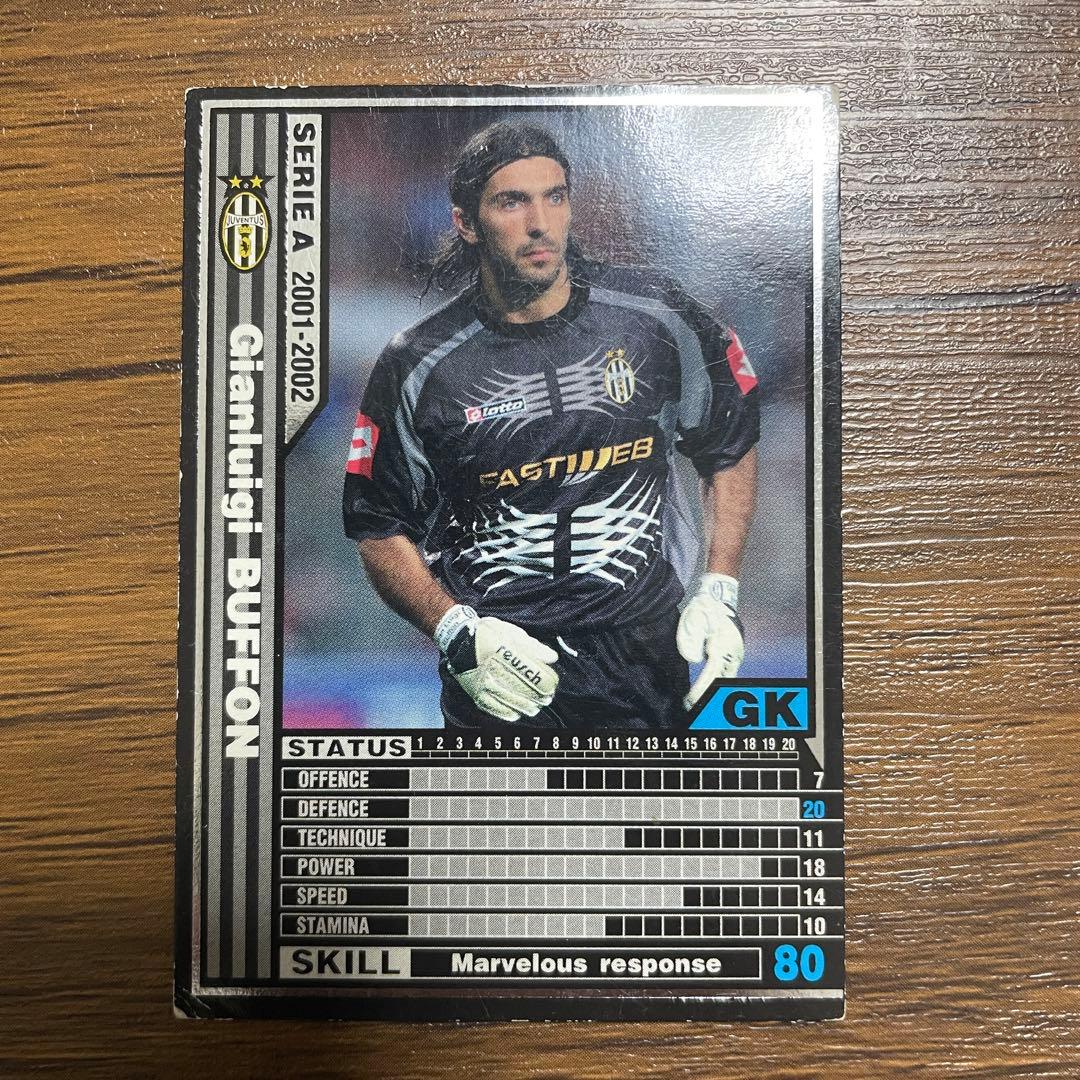 SERIE A 2001-2002
JUVENTUS
Gianluigi BUFFON
lotto
FASTWEB
reusch
GK
STATUS 1 2 3 4 5 6 7 8 9 10 11 12 13 14 15 16 17 18 19 20
OFFENCE 7
DEFENCE 20
TECHNIQUE 11
POWER 18
SPEED 14
STAMINA 10
SKILL Marvelous response 80